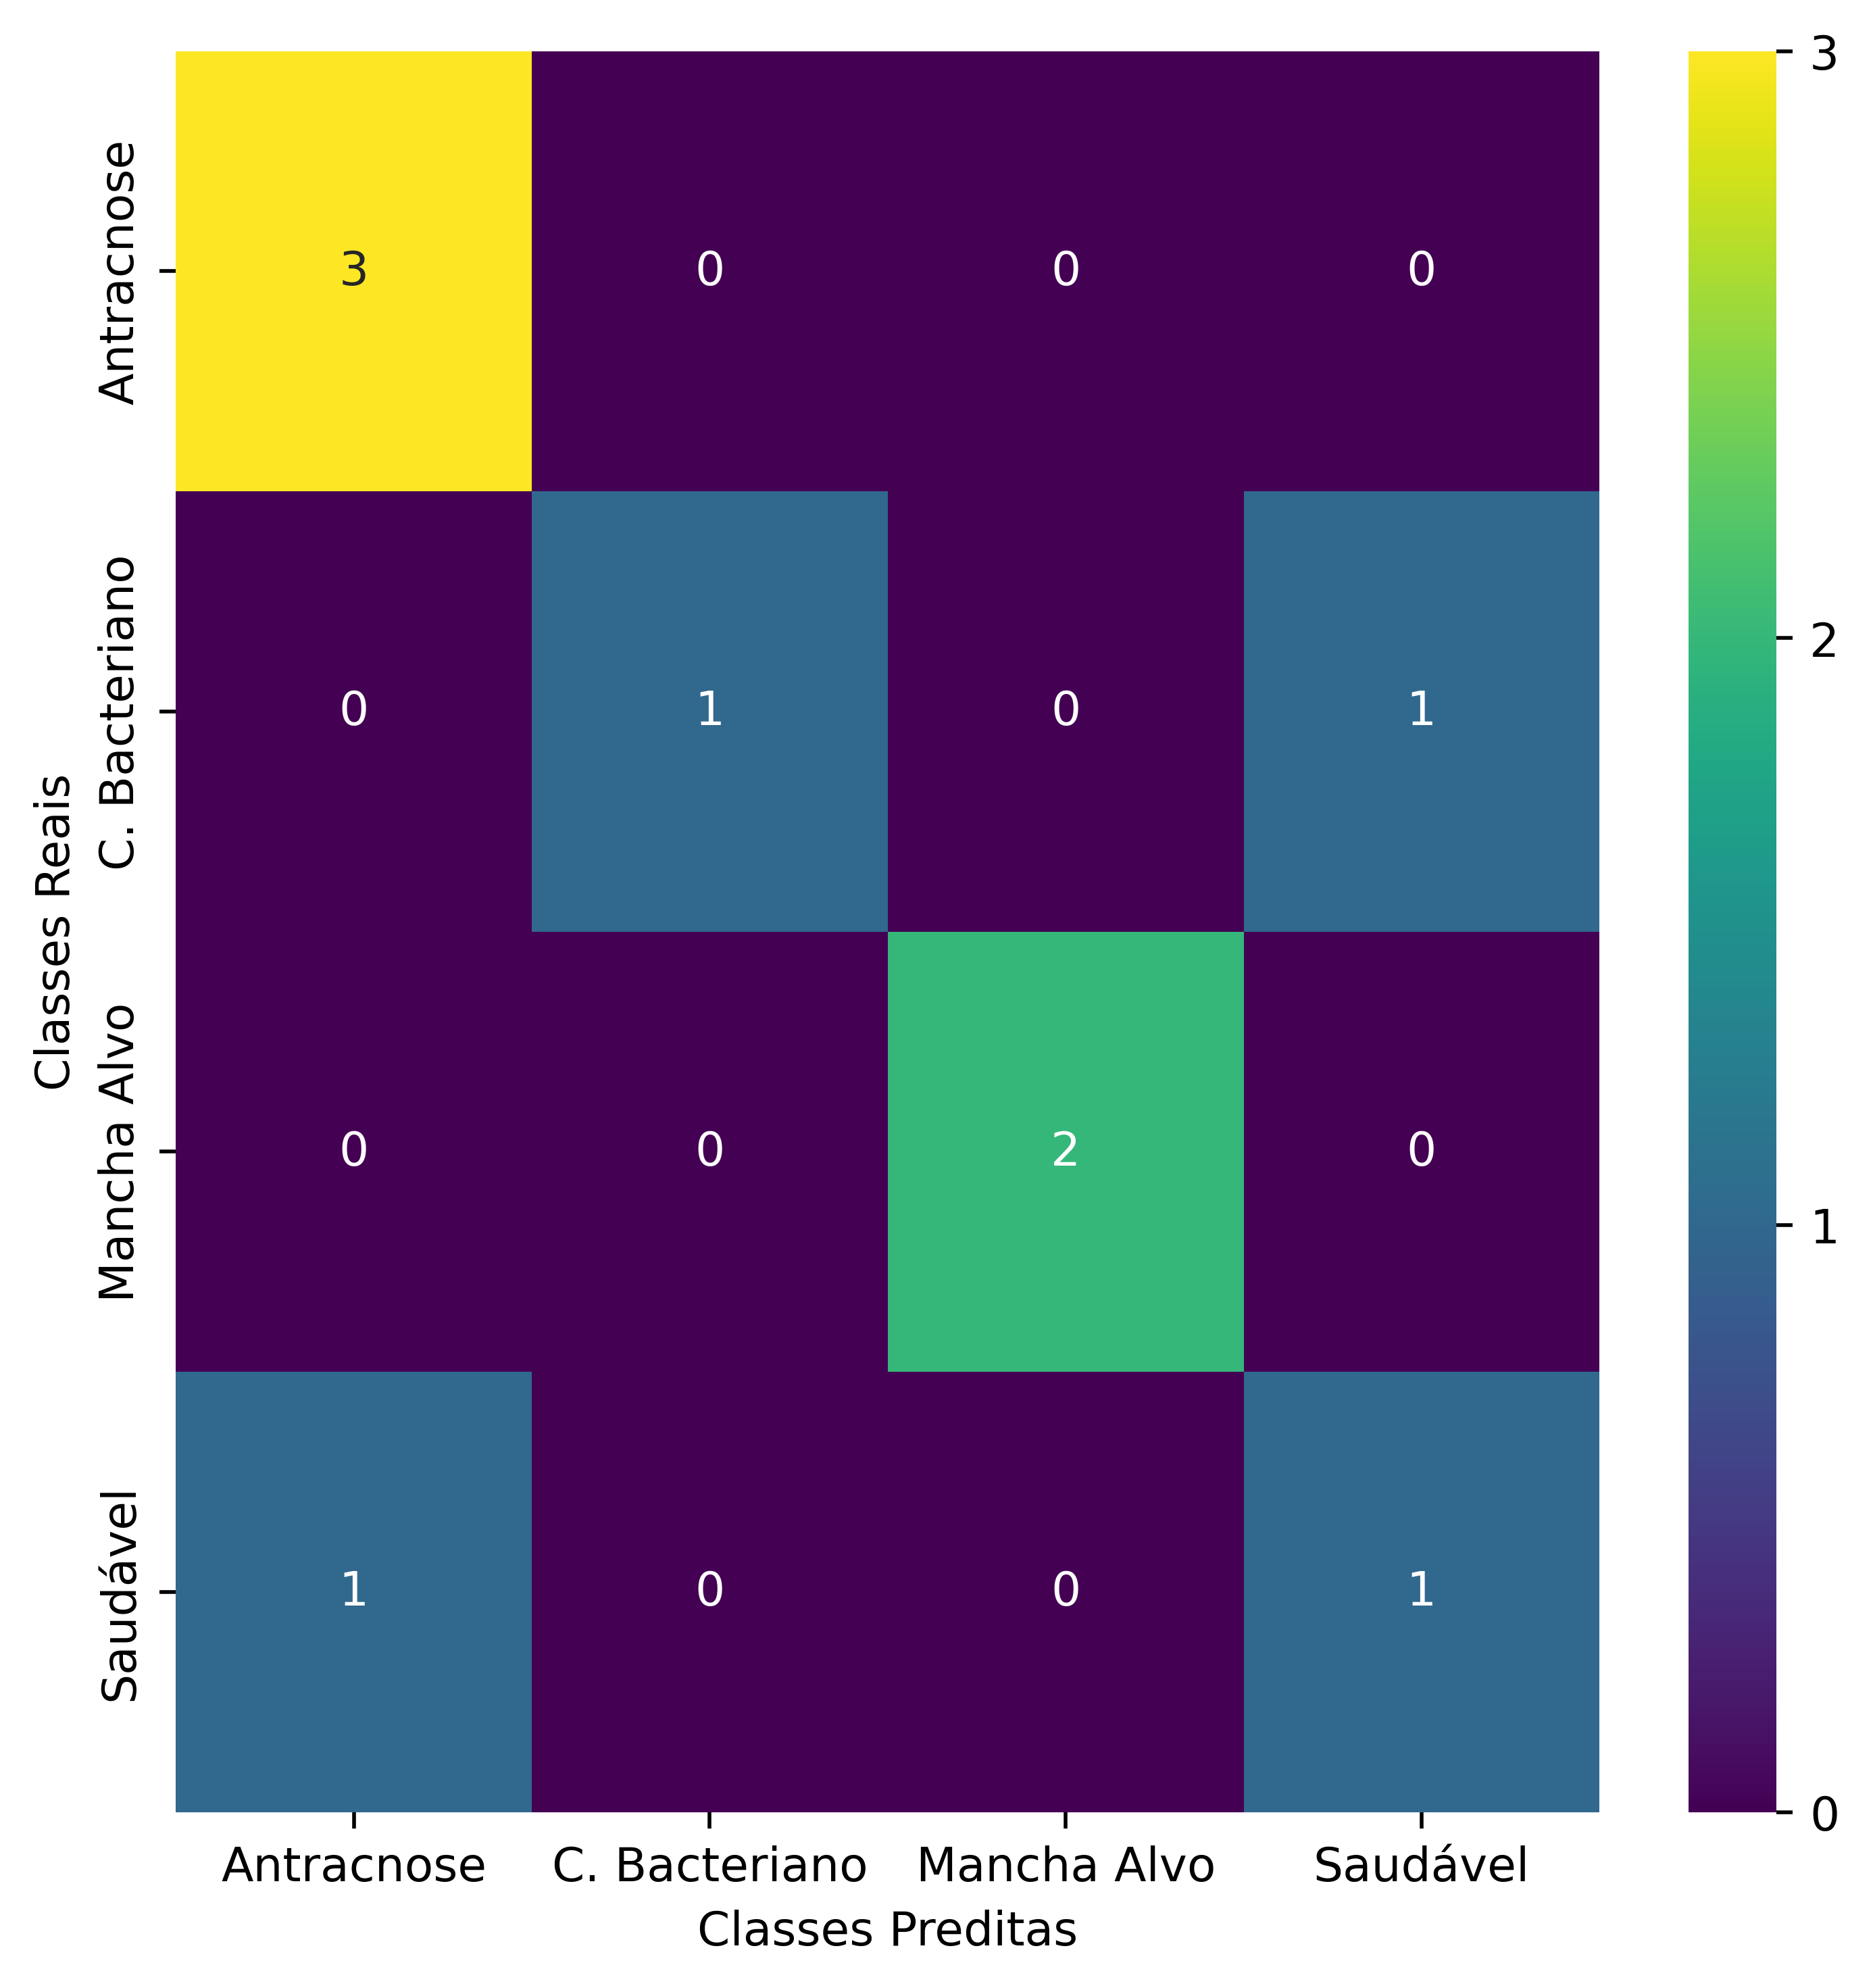 Classes Reais
Antracnose
C. Bacteriano
Mancha Alvo
Saudável
3 0 0 0
0 1 0 1
0 0 2 0
1 0 0 1
Antracnose C. Bacteriano Mancha Alvo Saudável
Classes Preditas
3
2
1
0